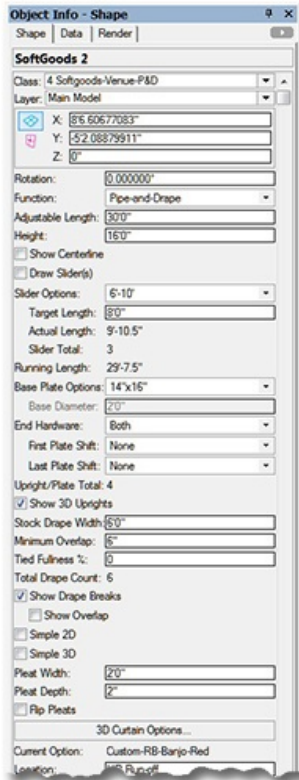 Object Info - Shape
Shape Data Render
SoftGoods 2
Class: 4 Softgoods-Venue-P&D
Layer: Main Model
X: 8'6.60677083"
Y: -5'2.08879911"
Z: 0"
Rotation: 0.000000°
Function: Pipe-and-Drape
Adjustable Length: 30'0"
Height: 16'0"
Show Centerline
Draw Slider(s)
Slider Options: 6'-10'
Target Length: 8'0"
Actual Length: 9'-10.5"
Slider Total: 3
Running Length: 29'-7.5"
Base Plate Options: 14"x16"
Base Diameter: 2'0"
End Hardware: Both
First Plate Shift: None
Last Plate Shift: None
Upright/Plate Total: 4
Show 3D Uprights
Stock Drape Width: 6'0"
Minimum Overlap: 6"
Tied Fullness %: 0
Total Drape Count: 6
Show Drape Breaks
Show Overlap
Simple 2D
Simple 3D
Pleat Width: 2'0"
Pleat Depth: 2"
Flip Pleats
3D Curtain Options...
Current Option: Custom-RB-Banjo-Red
Location: Run-off